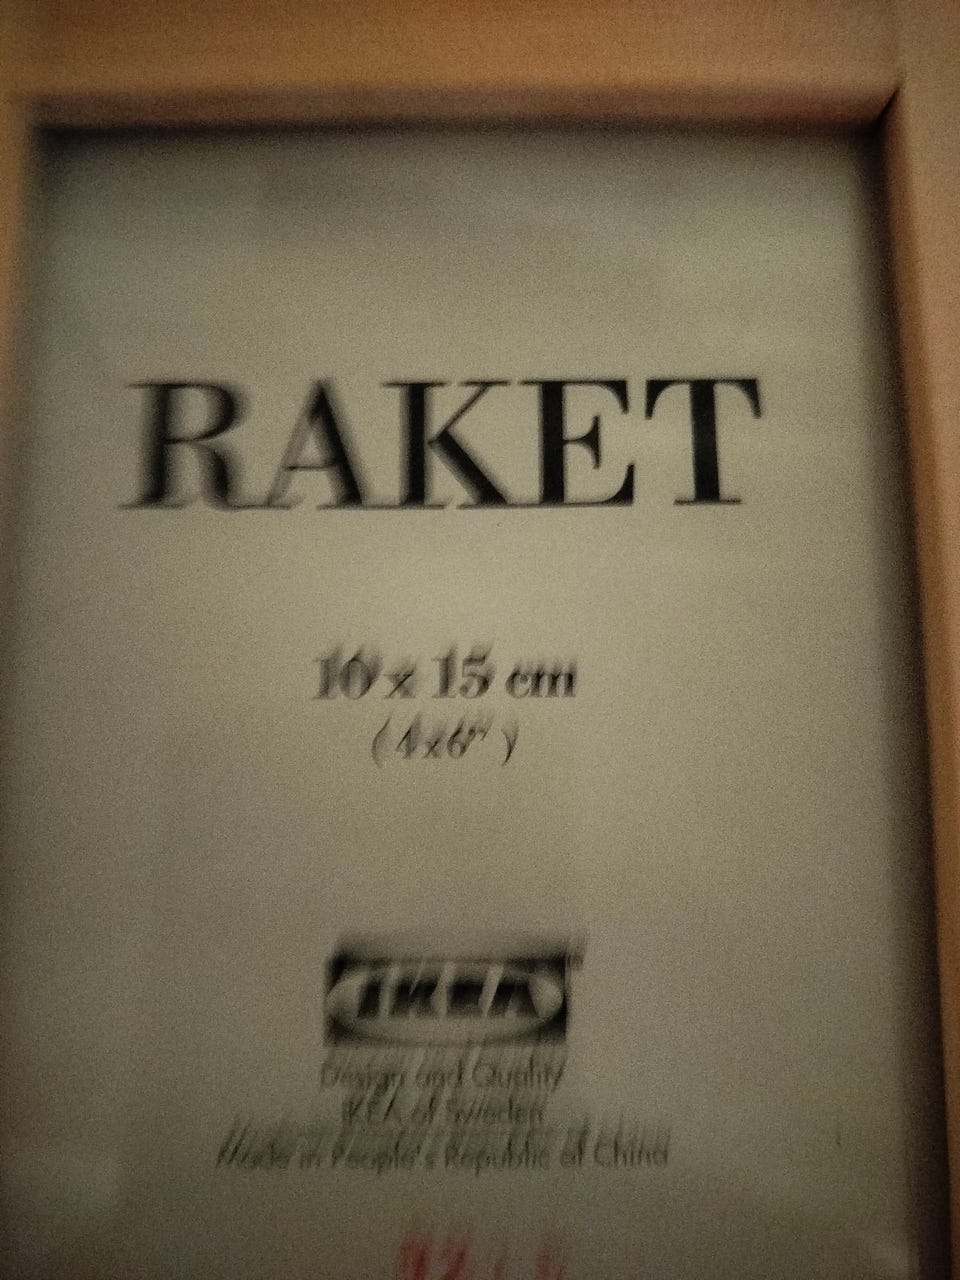 RAKET
10 x 15 cm
(4x6")
IKEA
Design and Quality
IKEA of Sweden
Made in People's Republic of China